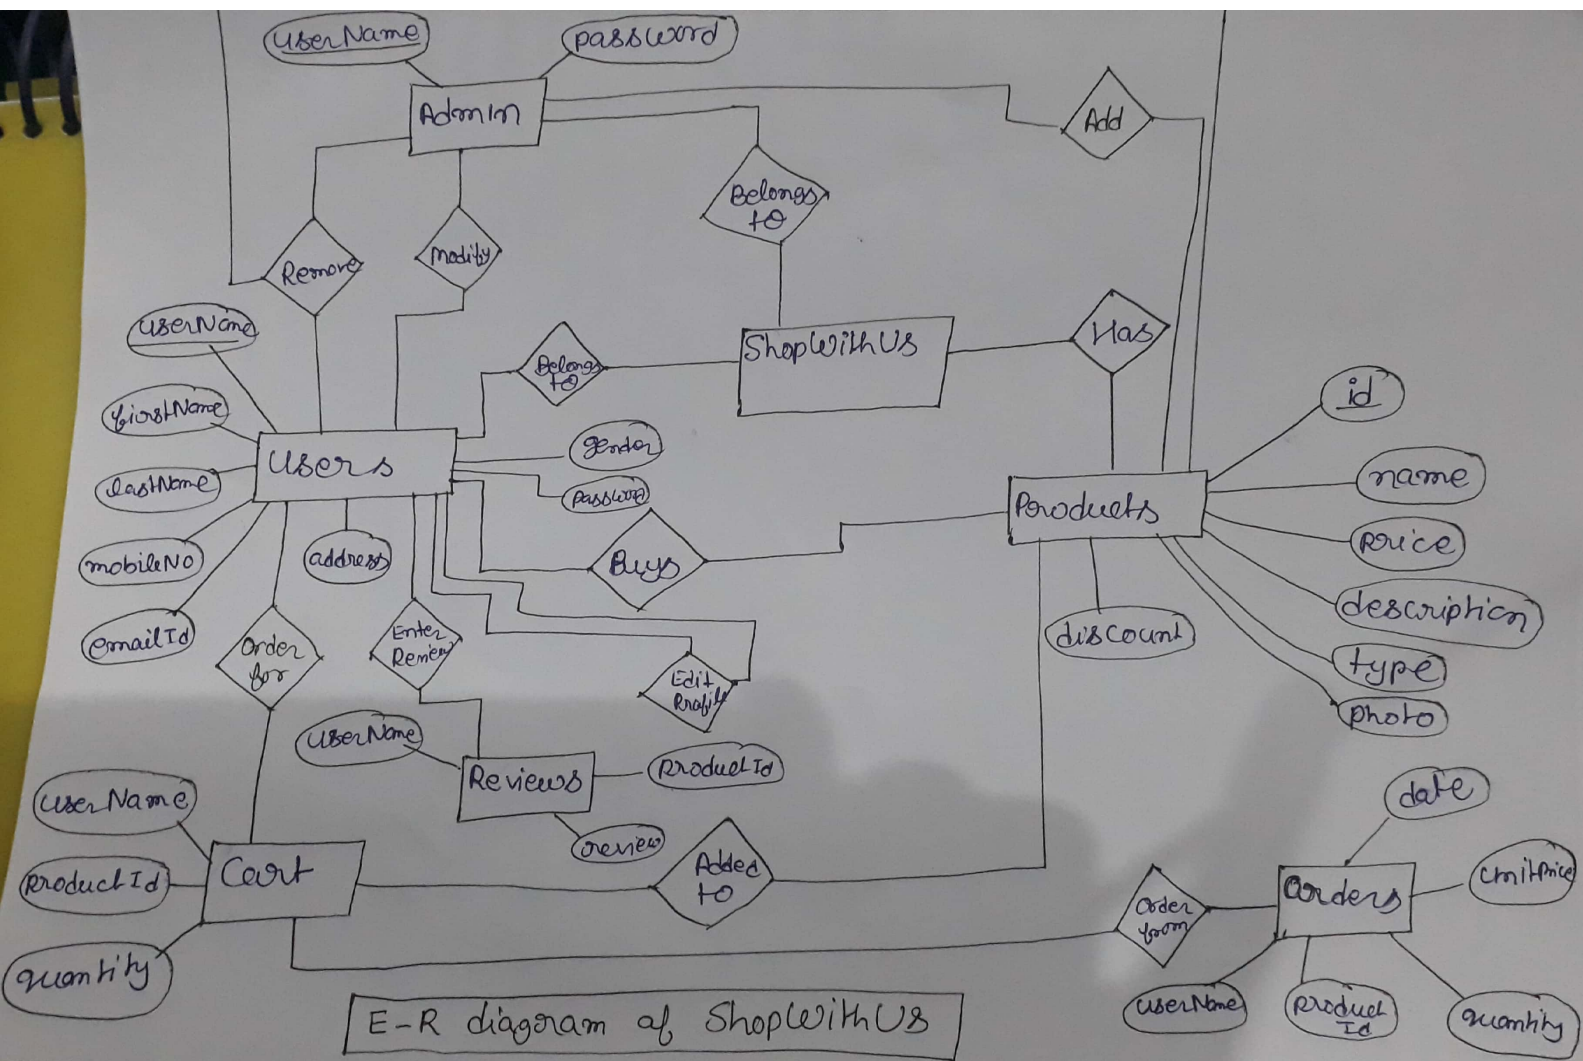 userName
password
Admin
Add
Belongs
to
Remove
Modify
userName
Belongs
to
ShopWithUs
Has
id
firstName
gender
Users
lastName
password
name
Products
price
mobileNo
address
Buys
description
emailId
Order
for
Enter
Review
discount
Edit
Profile
type
photo
userName
Reviews
ProductId
date
userName
review
Cart
Added
to
ProductId
unitPrice
Orders
Order
from
quantity
userName
Product
Id
quantity
E-R diagram of ShopWithUs